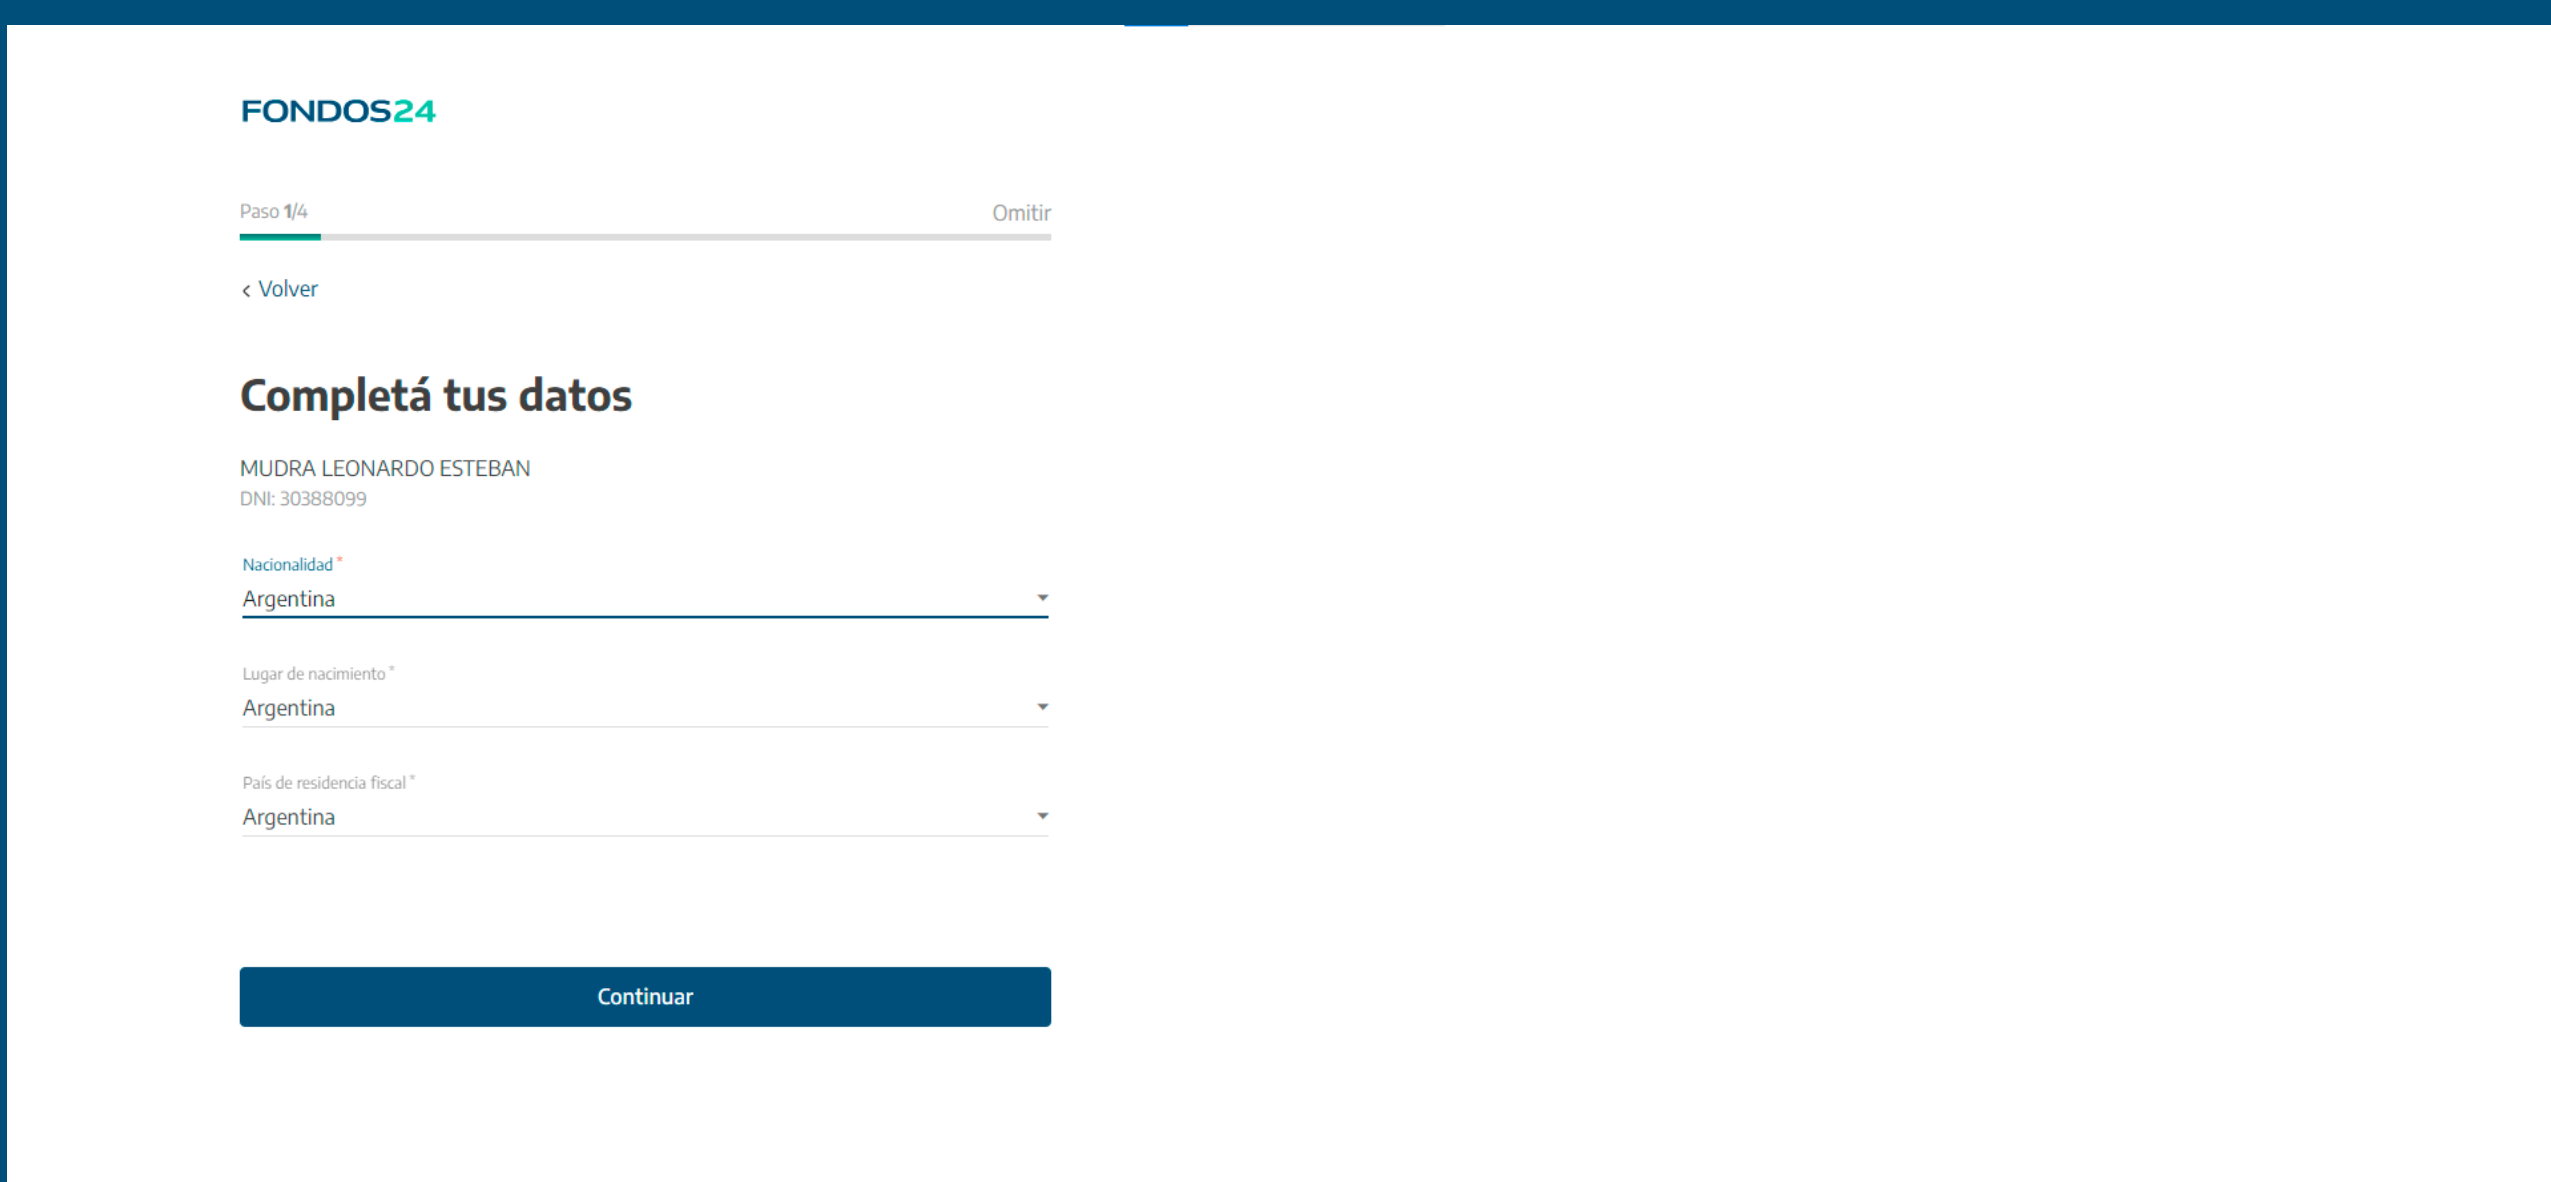 FONDOS24
Paso 1/4
Omitir
‹ Volver
Completá tus datos
MUDRA LEONARDO ESTEBAN
DNI: 30388099
Nacionalidad *
Argentina
Lugar de nacimiento *
Argentina
País de residencia fiscal *
Argentina
Continuar